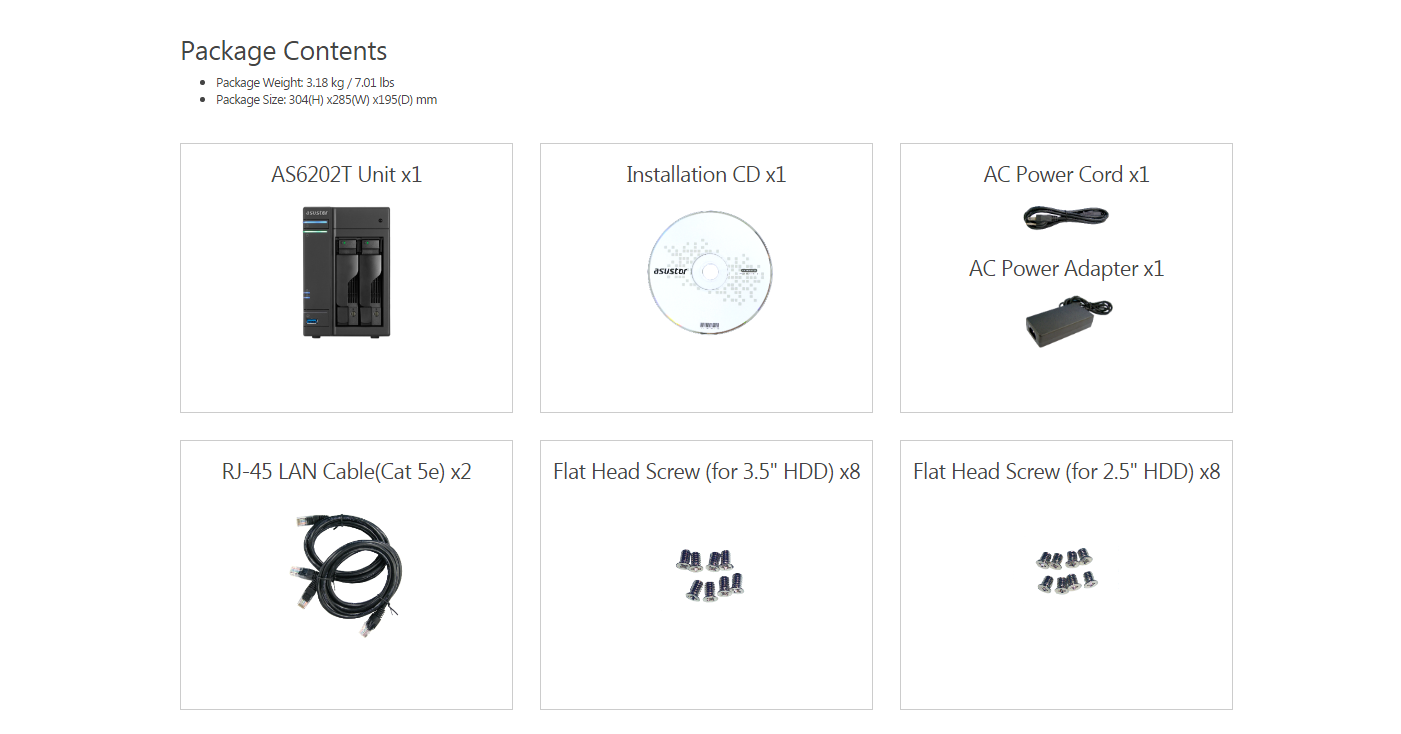 Package Contents
Package Weight: 3.18 kg / 7.01 lbs
Package Size: 304(H) x285(W) x195(D) mm
AS6202T Unit x1
asustor
Installation CD x1
asustor
AC Power Cord x1
AC Power Adapter x1
RJ-45 LAN Cable(Cat 5e) x2
Flat Head Screw (for 3.5" HDD) x8
Flat Head Screw (for 2.5" HDD) x8